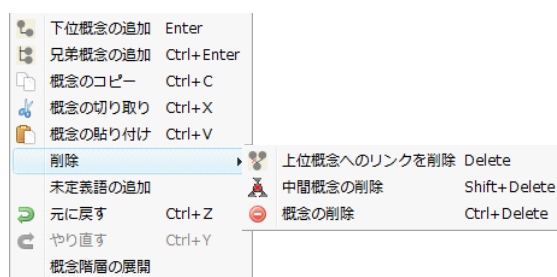 下位概念の追加 Enter
兄弟概念の追加 Ctrl+Enter
概念のコピー Ctrl+C
概念の切り取り Ctrl+X
概念の貼り付け Ctrl+V
削除
上位概念へのリンクを削除 Delete
中間概念の削除 Shift+Delete
概念の削除 Ctrl+Delete
未定義語の追加
元に戻す Ctrl+Z
やり直す Ctrl+Y
概念階層の展開